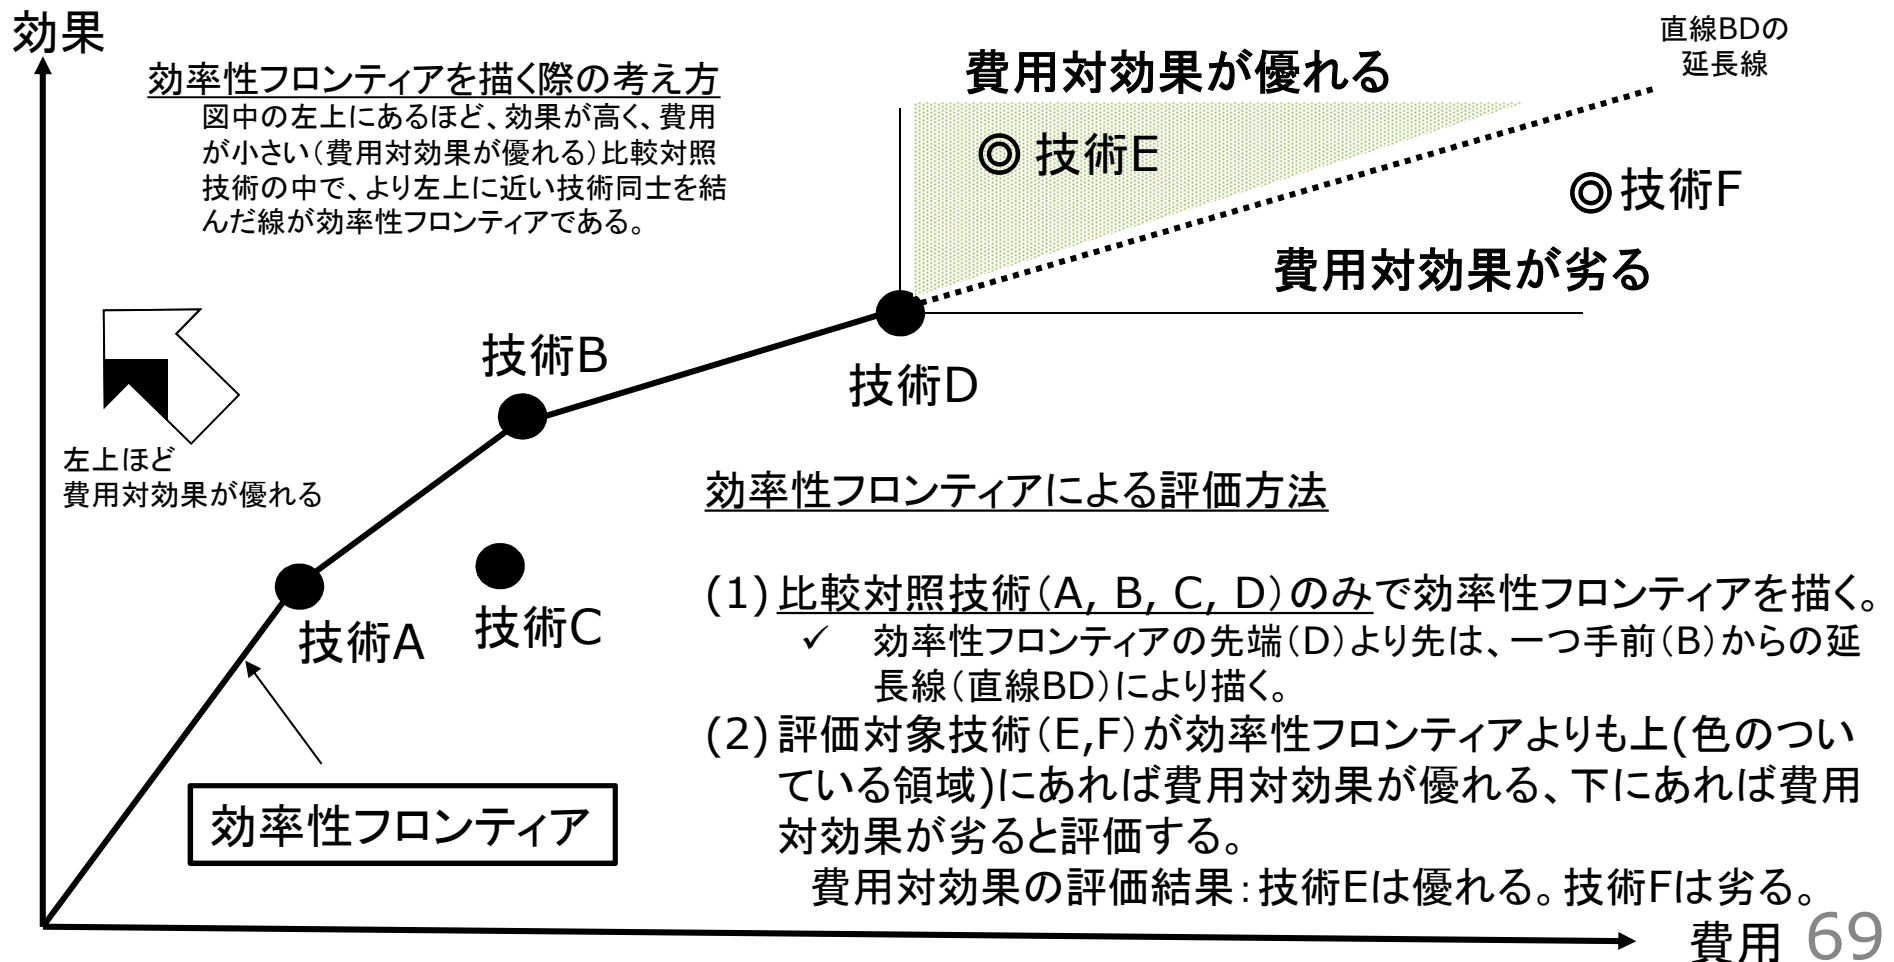 効果
効率性フロンティアを描く際の考え方
図中の左上にあるほど、効果が高く、費用
が小さい(費用対効果が優れる)比較対照
技術の中で、より左上に近い技術同士を結
んだ線が効率性フロンティアである。
費用対効果が優れる
直線BDの
延長線
技術E
技術F
費用対効果が劣る
技術B
技術D
左上ほど
費用対効果が優れる
技術A
技術C
効率性フロンティア
効率性フロンティアによる評価方法
(1) 比較対照技術(A, B, C, D)のみで効率性フロンティアを描く。
✓ 効率性フロンティアの先端(D)より先は、一つ手前(B)からの延
長線(直線BD)により描く。
(2) 評価対象技術(E,F)が効率性フロンティアよりも上(色のつい
ている領域)にあれば費用対効果が優れる、下にあれば費用
対効果が劣ると評価する。
費用対効果の評価結果:技術Eは優れる。技術Fは劣る。
費用
69